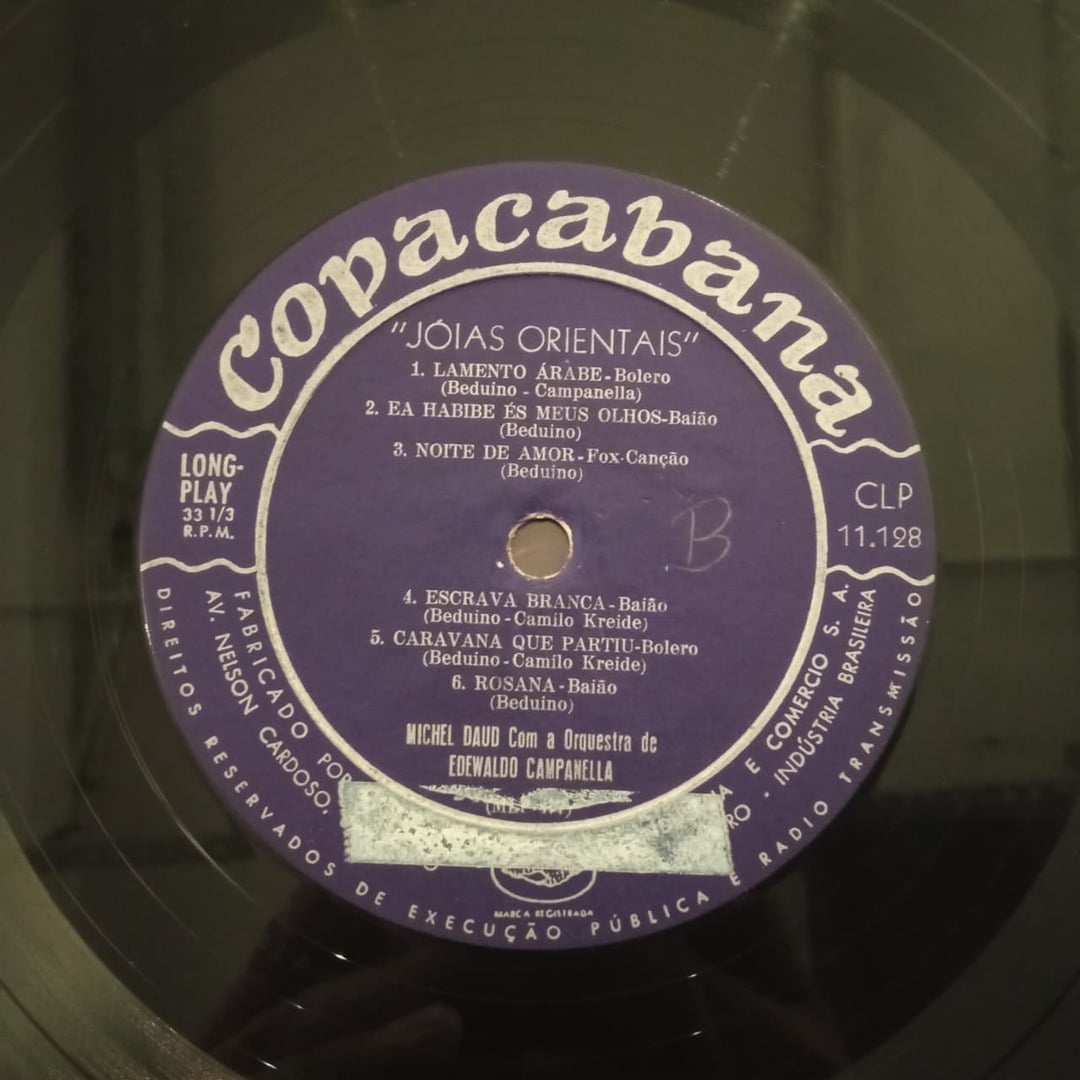 Copacabana
"JÓIAS ORIENTAIS"
1. LAMENTO ÁRABE-Bolero
(Beduino - Campanella)
2. EA HABIBE ÉS MEUS OLHOS-Baião
(Beduino)
3. NOITE DE AMOR-Fox-Canção
(Beduino)
LONG-
PLAY
33 1/3
R.P.M.
CLP
11.128
B
4. ESCRAVA BRANCA-Baião
(Beduino-Camilo Kreide)
5. CARAVANA QUE PARTIU-Bolero
(Beduino-Camilo Kreide)
6. ROSANA-Baião
(Beduino)
MICHEL DAUD Com a Orquestra de
EDEWALDO CAMPANELLA
FABRICADO POR
E COMERCIO S. A.
AV. NELSON CARDOSO,
RO - INDÚSTRIA BRASILEIRA
MARCA REGISTRADA
DIREITOS RESERVADOS DE EXECUÇÃO PÚBLICA E RADIO TRANSMISSÃO